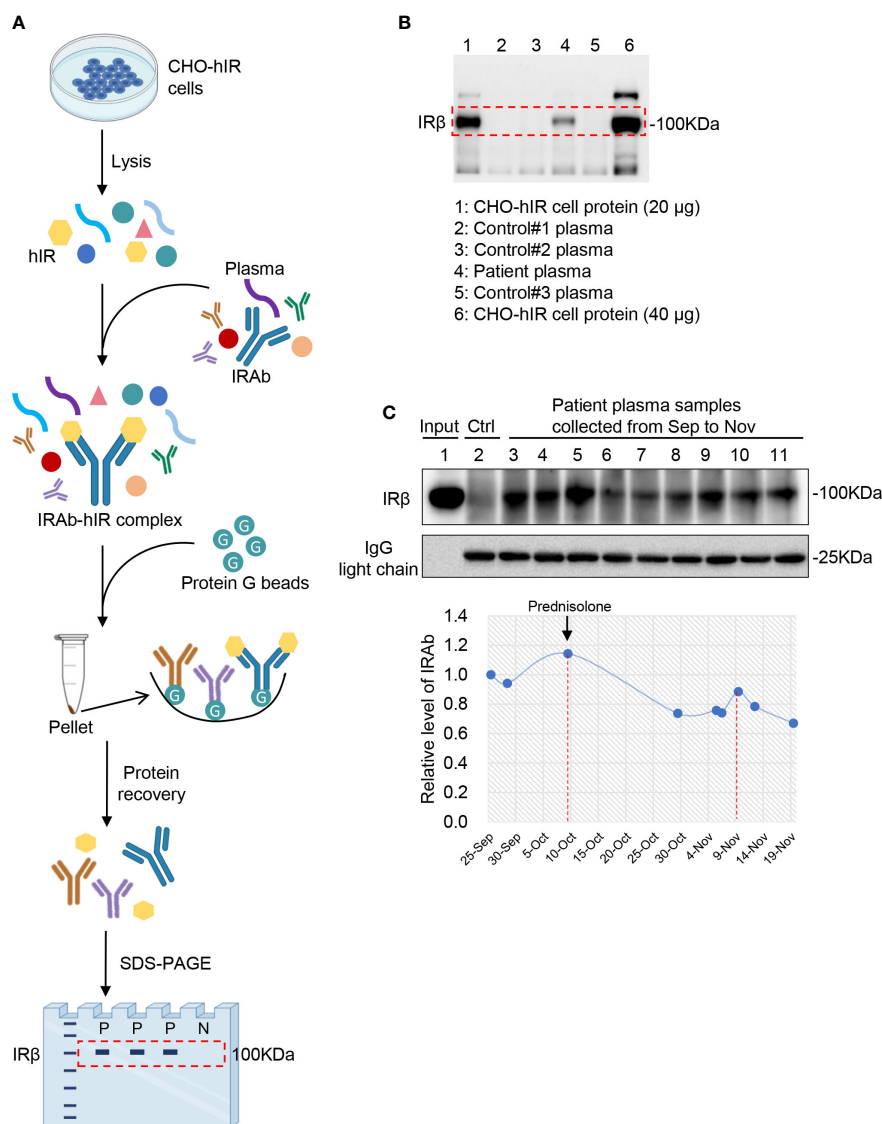 A
CHO-hIR
cells
Lysis
hIR
Plasma
IRAb
IRAb-hIR complex
G
G
G
G
Protein G beads
G
G
G
Pellet
Protein
recovery
SDS-PAGE
P P P N
IRβ
100KDa
B
1 2 3 4 5 6
IRβ
-100KDa
1: CHO-hIR cell protein (20 µg)
2: Control#1 plasma
3: Control#2 plasma
4: Patient plasma
5: Control#3 plasma
6: CHO-hIR cell protein (40 µg)
C
Patient plasma samples
collected from Sep to Nov
Input Ctrl
1 2 3 4 5 6 7 8 9 10 11
IRβ
-100KDa
IgG
light chain
-25KDa
Prednisolone
Relative level of IRAb
1.4
1.2
1.0
0.8
0.6
0.4
0.2
0.0
25-Sep
30-Sep
5-Oct
10-Oct
15-Oct
20-Oct
25-Oct
30-Oct
4-Nov
9-Nov
14-Nov
19-Nov